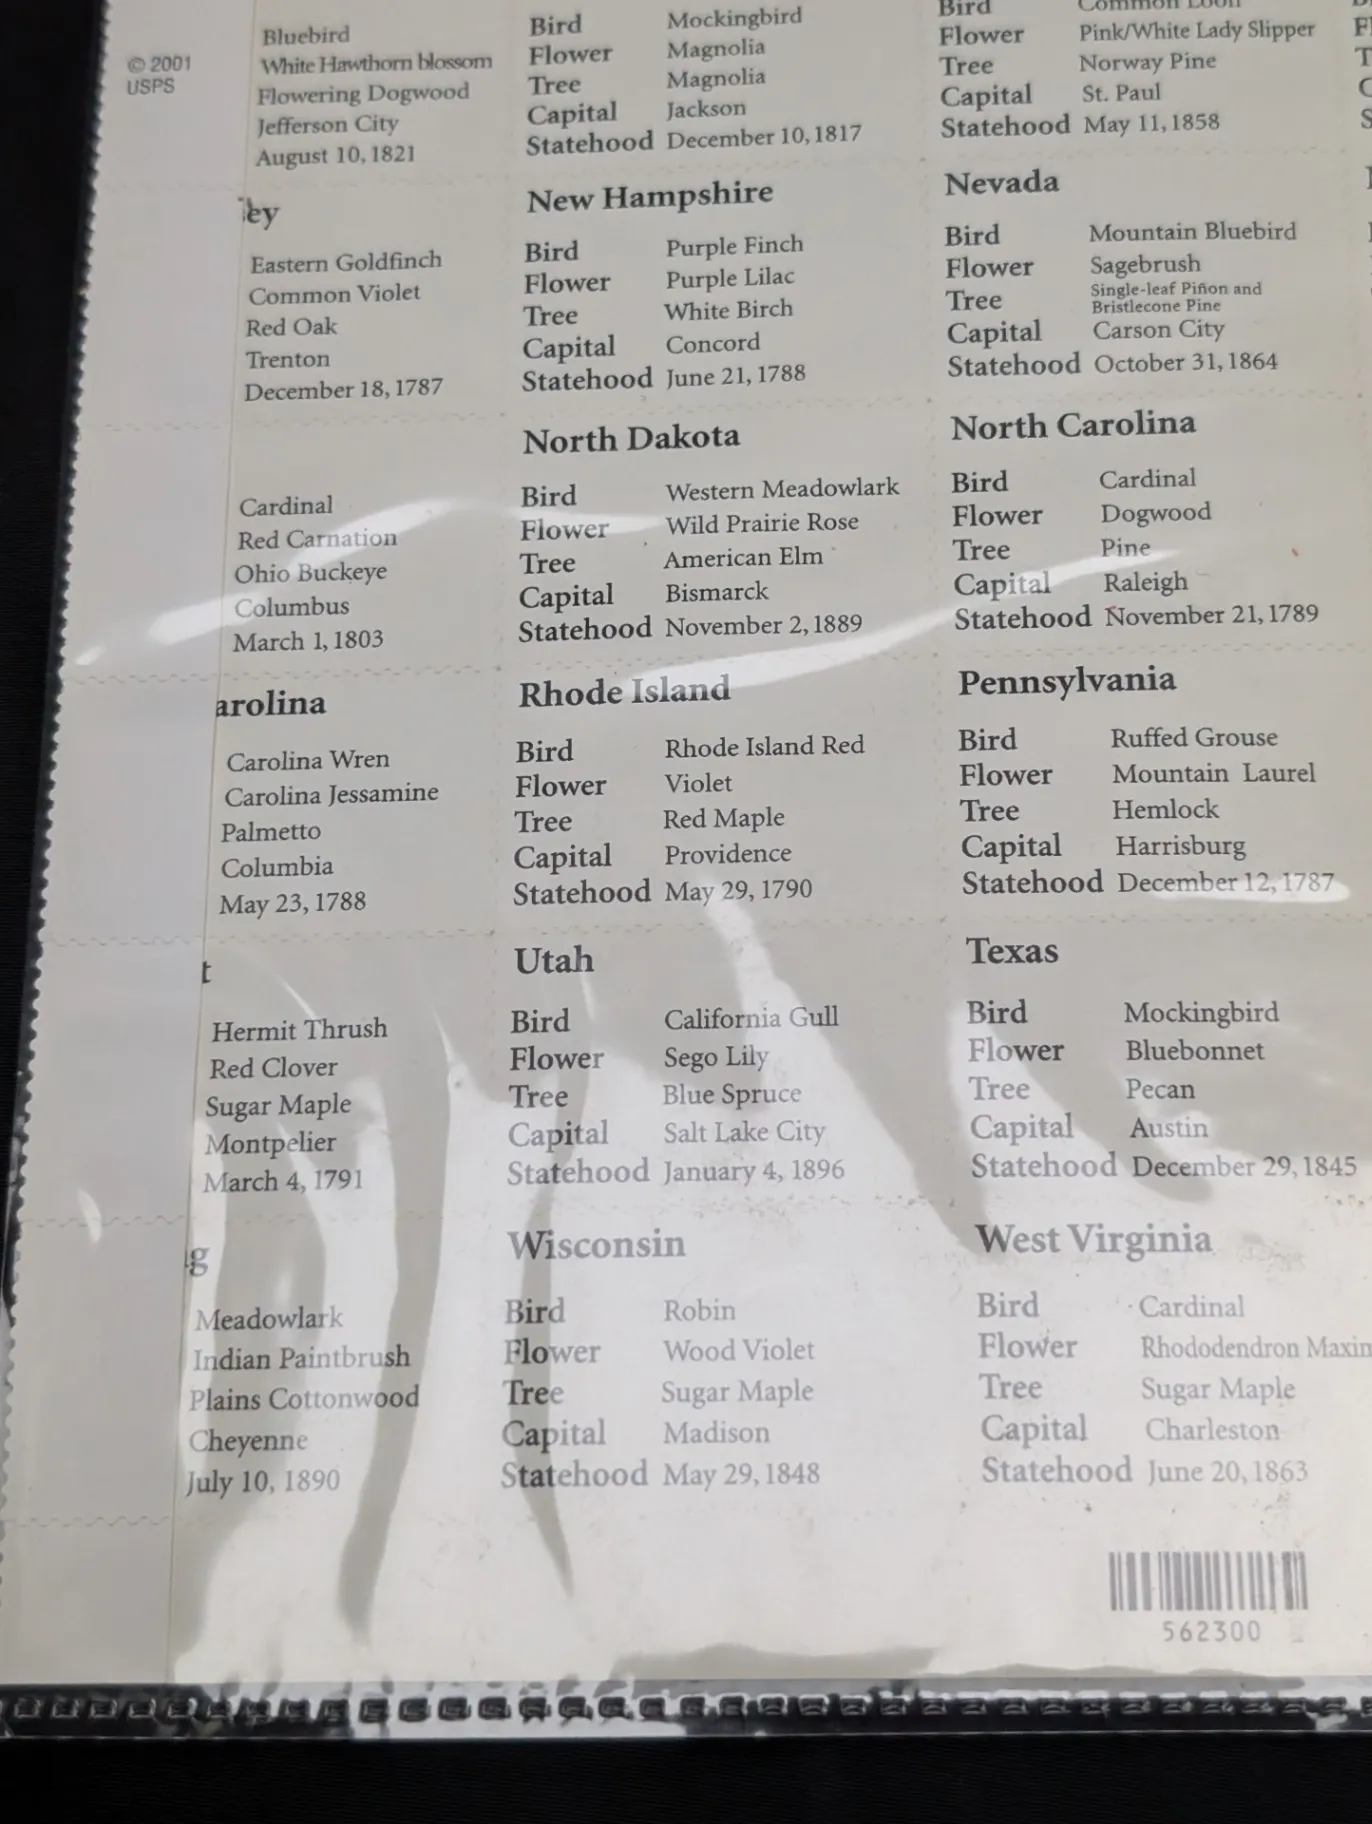 © 2001
USPS
Bluebird
White Hawthorn blossom
Flowering Dogwood
Jefferson City
August 10, 1821
Bird Mockingbird
Flower Magnolia
Tree Magnolia
Capital Jackson
Statehood December 10, 1817
Bird Common Loon
Flower Pink/White Lady Slipper
Tree Norway Pine
Capital St. Paul
Statehood May 11, 1858
ey
Eastern Goldfinch
Common Violet
Red Oak
Trenton
December 18, 1787
New Hampshire
Bird Purple Finch
Flower Purple Lilac
Tree White Birch
Capital Concord
Statehood June 21, 1788
Nevada
Bird Mountain Bluebird
Flower Sagebrush
Tree Single-leaf Piñon and
Bristlecone Pine
Capital Carson City
Statehood October 31, 1864
Cardinal
Red Carnation
Ohio Buckeye
Columbus
March 1, 1803
North Dakota
Bird Western Meadowlark
Flower Wild Prairie Rose
Tree American Elm
Capital Bismarck
Statehood November 2, 1889
North Carolina
Bird Cardinal
Flower Dogwood
Tree Pine
Capital Raleigh
Statehood November 21, 1789
arolina
Carolina Wren
Carolina Jessamine
Palmetto
Columbia
May 23, 1788
Rhode Island
Bird Rhode Island Red
Flower Violet
Tree Red Maple
Capital Providence
Statehood May 29, 1790
Pennsylvania
Bird Ruffed Grouse
Flower Mountain Laurel
Tree Hemlock
Capital Harrisburg
Statehood December 12, 1787
t
Hermit Thrush
Red Clover
Sugar Maple
Montpelier
March 4, 1791
Utah
Bird California Gull
Flower Sego Lily
Tree Blue Spruce
Capital Salt Lake City
Statehood January 4, 1896
Texas
Bird Mockingbird
Flower Bluebonnet
Tree Pecan
Capital Austin
Statehood December 29, 1845
g
Meadowlark
Indian Paintbrush
Plains Cottonwood
Cheyenne
July 10, 1890
Wisconsin
Bird Robin
Flower Wood Violet
Tree Sugar Maple
Capital Madison
Statehood May 29, 1848
West Virginia
Bird Cardinal
Flower Rhododendron Maxim
Tree Sugar Maple
Capital Charleston
Statehood June 20, 1863
562300